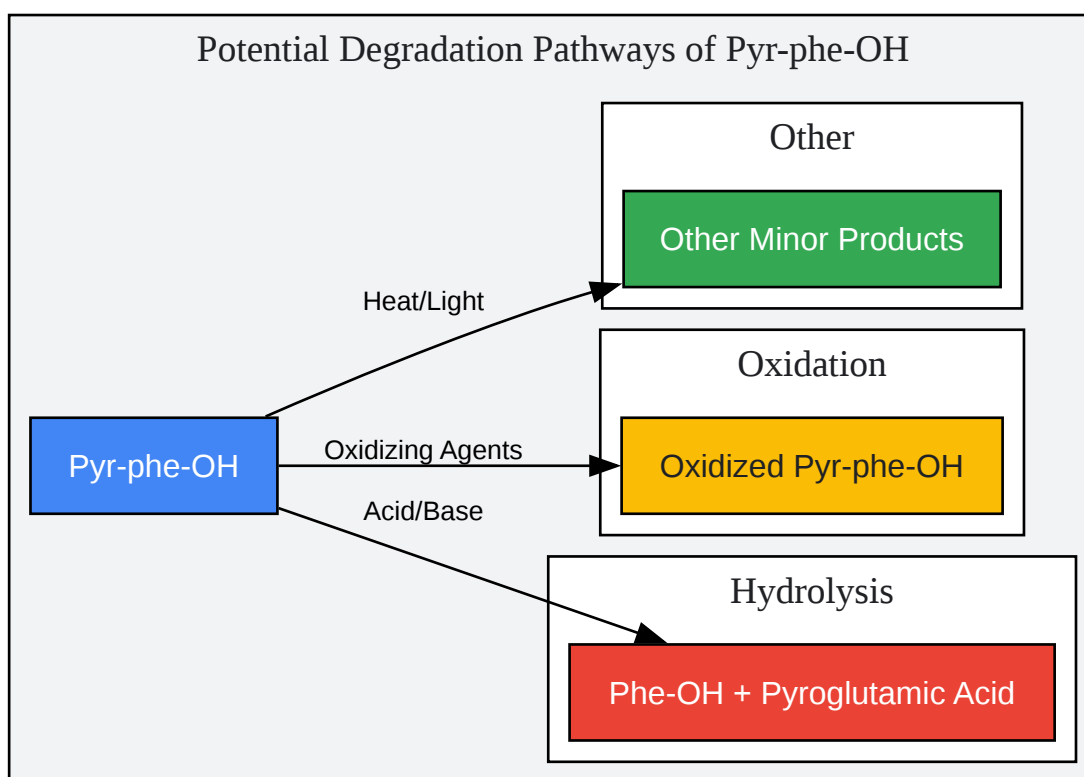 Potential Degradation Pathways of Pyr-phe-OH
Other
Other Minor Products
Heat/Light
Oxidation
Pyr-phe-OH
Oxidizing Agents
Oxidized Pyr-phe-OH
Acid/Base
Hydrolysis
Phe-OH + Pyroglutamic Acid